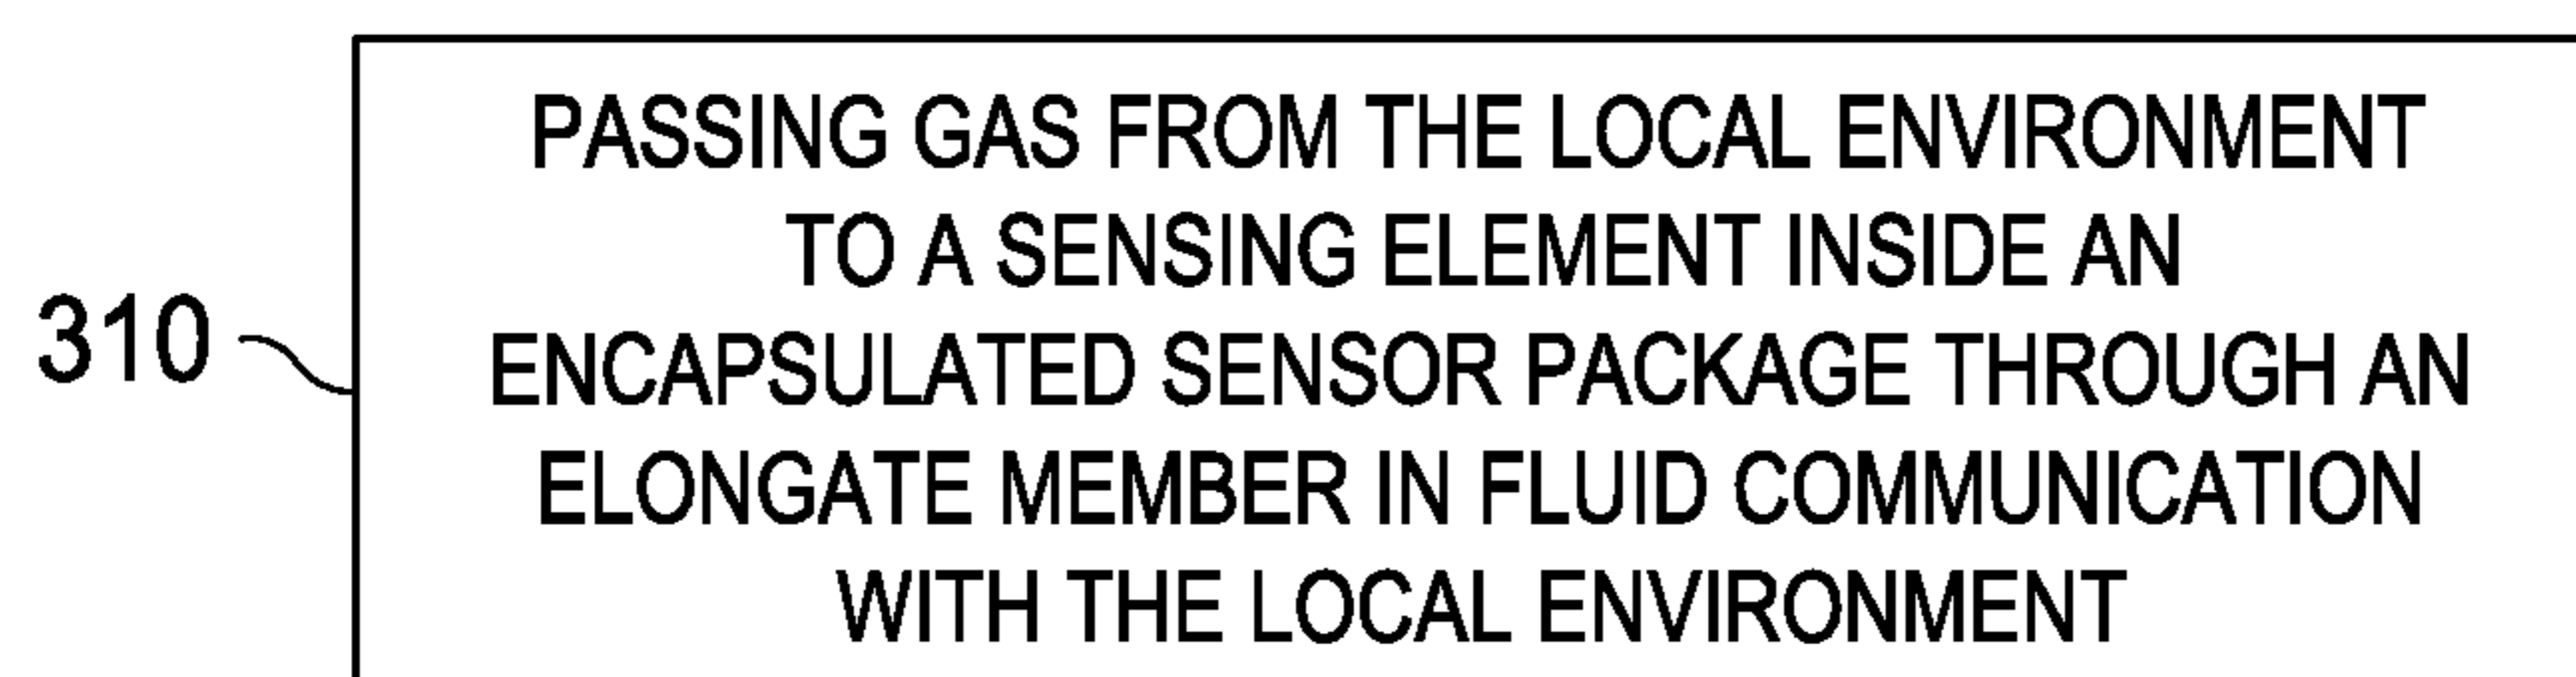 PASSING GAS FROM THE LOCAL ENVIRONMENT
TO A SENSING ELEMENT INSIDE AN
310
ENCAPSULATED SENSOR PACKAGE THROUGH AN
ELONGATE MEMBER IN FLUID COMMUNICATION
WITH THE LOCAL ENVIRONMENT